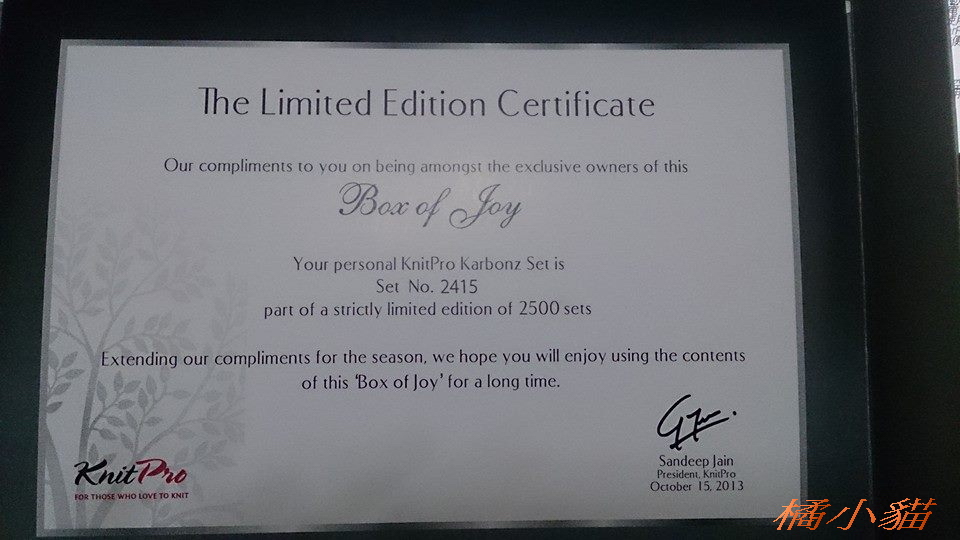 The Limited Edition Certificate
Our compliments to you on being amongst the exclusive owners of this
Box of Joy
Your personal KnitPro Karbonz Set is
Set No. 2415
part of a strictly limited edition of 2500 sets
Extending our compliments for the season, we hope you will enjoy using the contents
of this 'Box of Joy' for a long time.
Sandeep Jain
President, KnitPro
October 15, 2013
KnitPro
FOR THOSE WHO LOVE TO KNIT
橘小貓